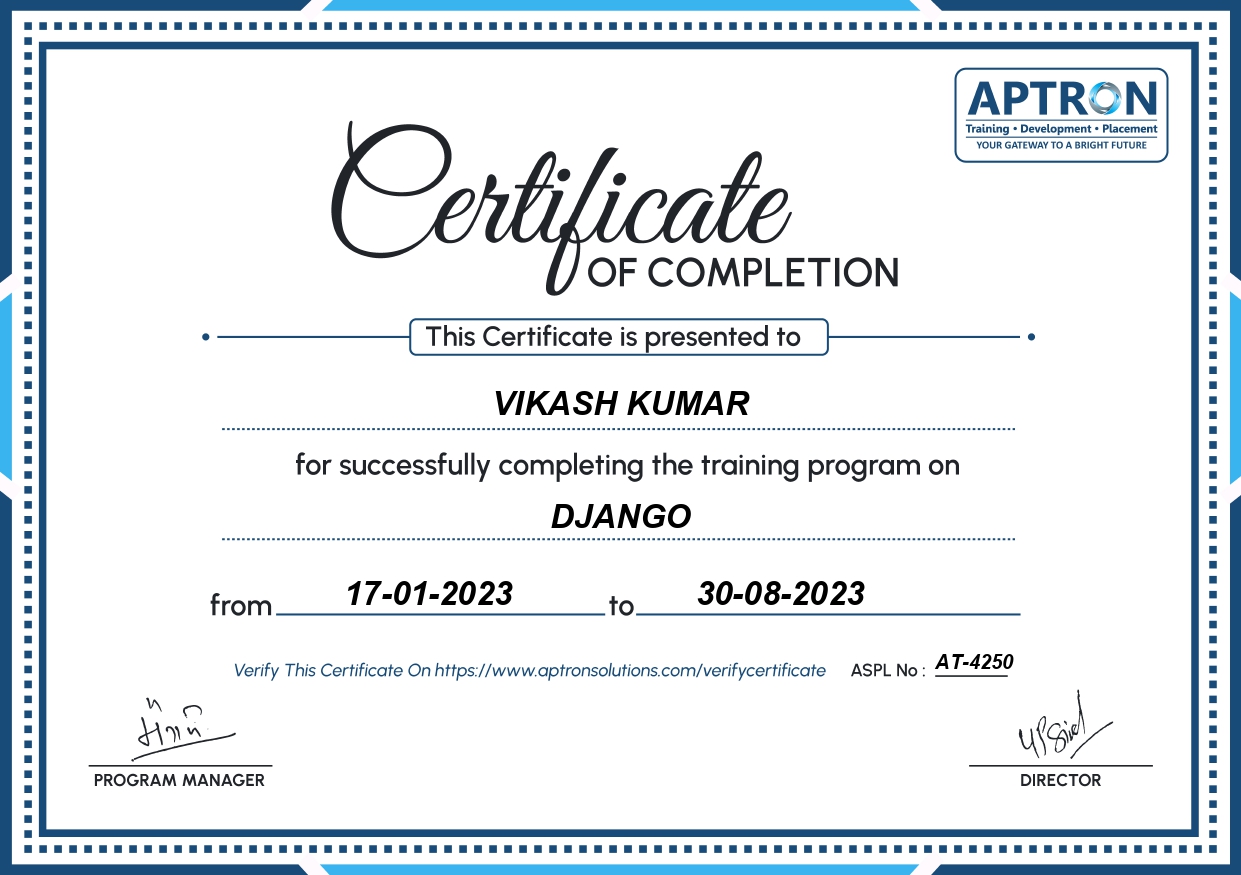 APTRON
Training • Development • Placement
YOUR GATEWAY TO A BRIGHT FUTURE
Certificate
OF COMPLETION
This Certificate is presented to
VIKASH KUMAR
for successfully completing the training program on
DJANGO
from 17-01-2023 to 30-08-2023
Verify This Certificate On https://www.aptronsolutions.com/verifycertificate ASPL No : AT-4250
PROGRAM MANAGER DIRECTOR